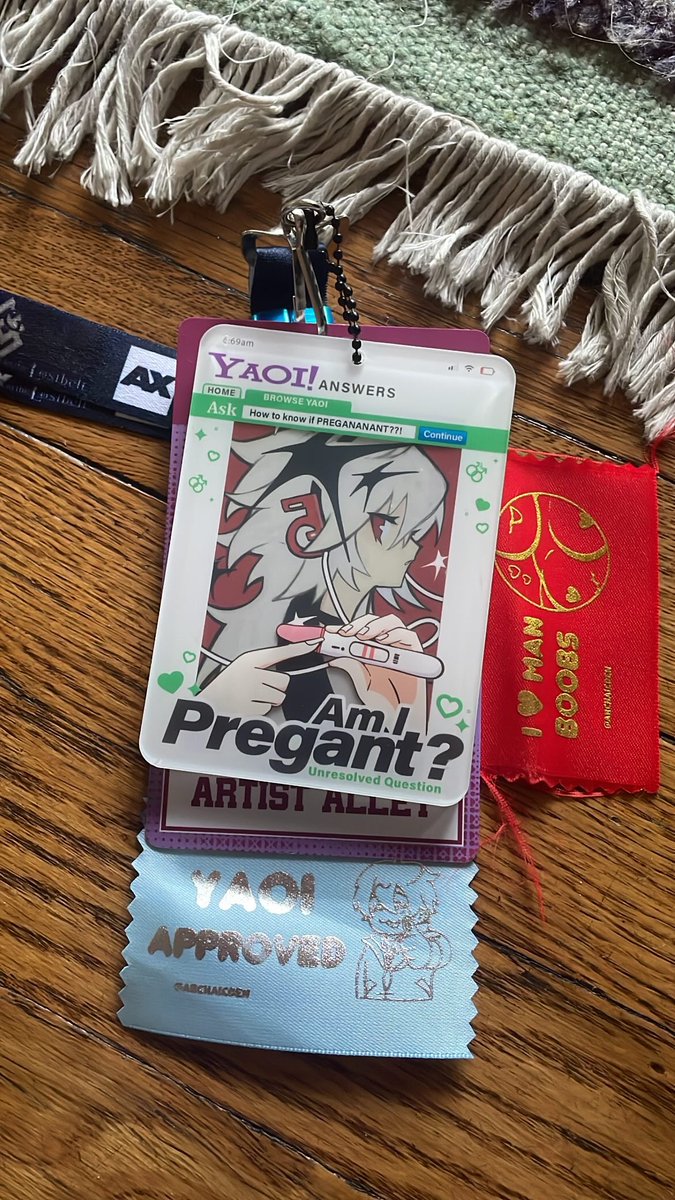 6:69am
YAOI! ANSWERS
HOME BROWSE YAOI
Ask How to know if PREGANANANT??! Continue
Am I
Pregant?
Unresolved Question
ARTIST ALLEY
YAOI
APPROVED
@ARCHAICDEN
I MAN
BOOBS
@ARCHAICDEN
AX